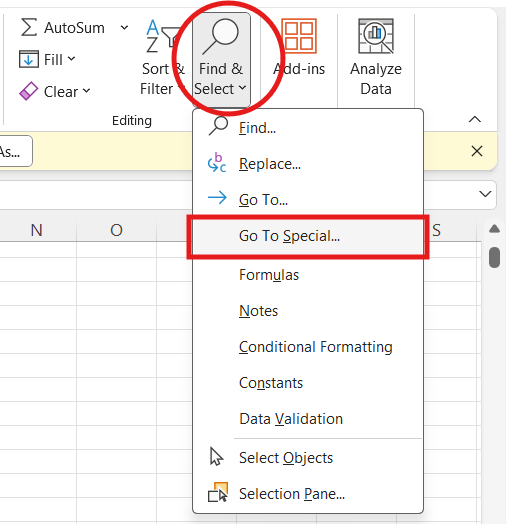 AutoSum
Fill
Clear
Sort &
Filter
Find &
Select
Add-ins
Analyze
Data
Editing
As...
Find...
Replace...
Go To...
Go To Special...
Formulas
Notes
Conditional Formatting
Constants
Data Validation
Select Objects
Selection Pane...
N O S